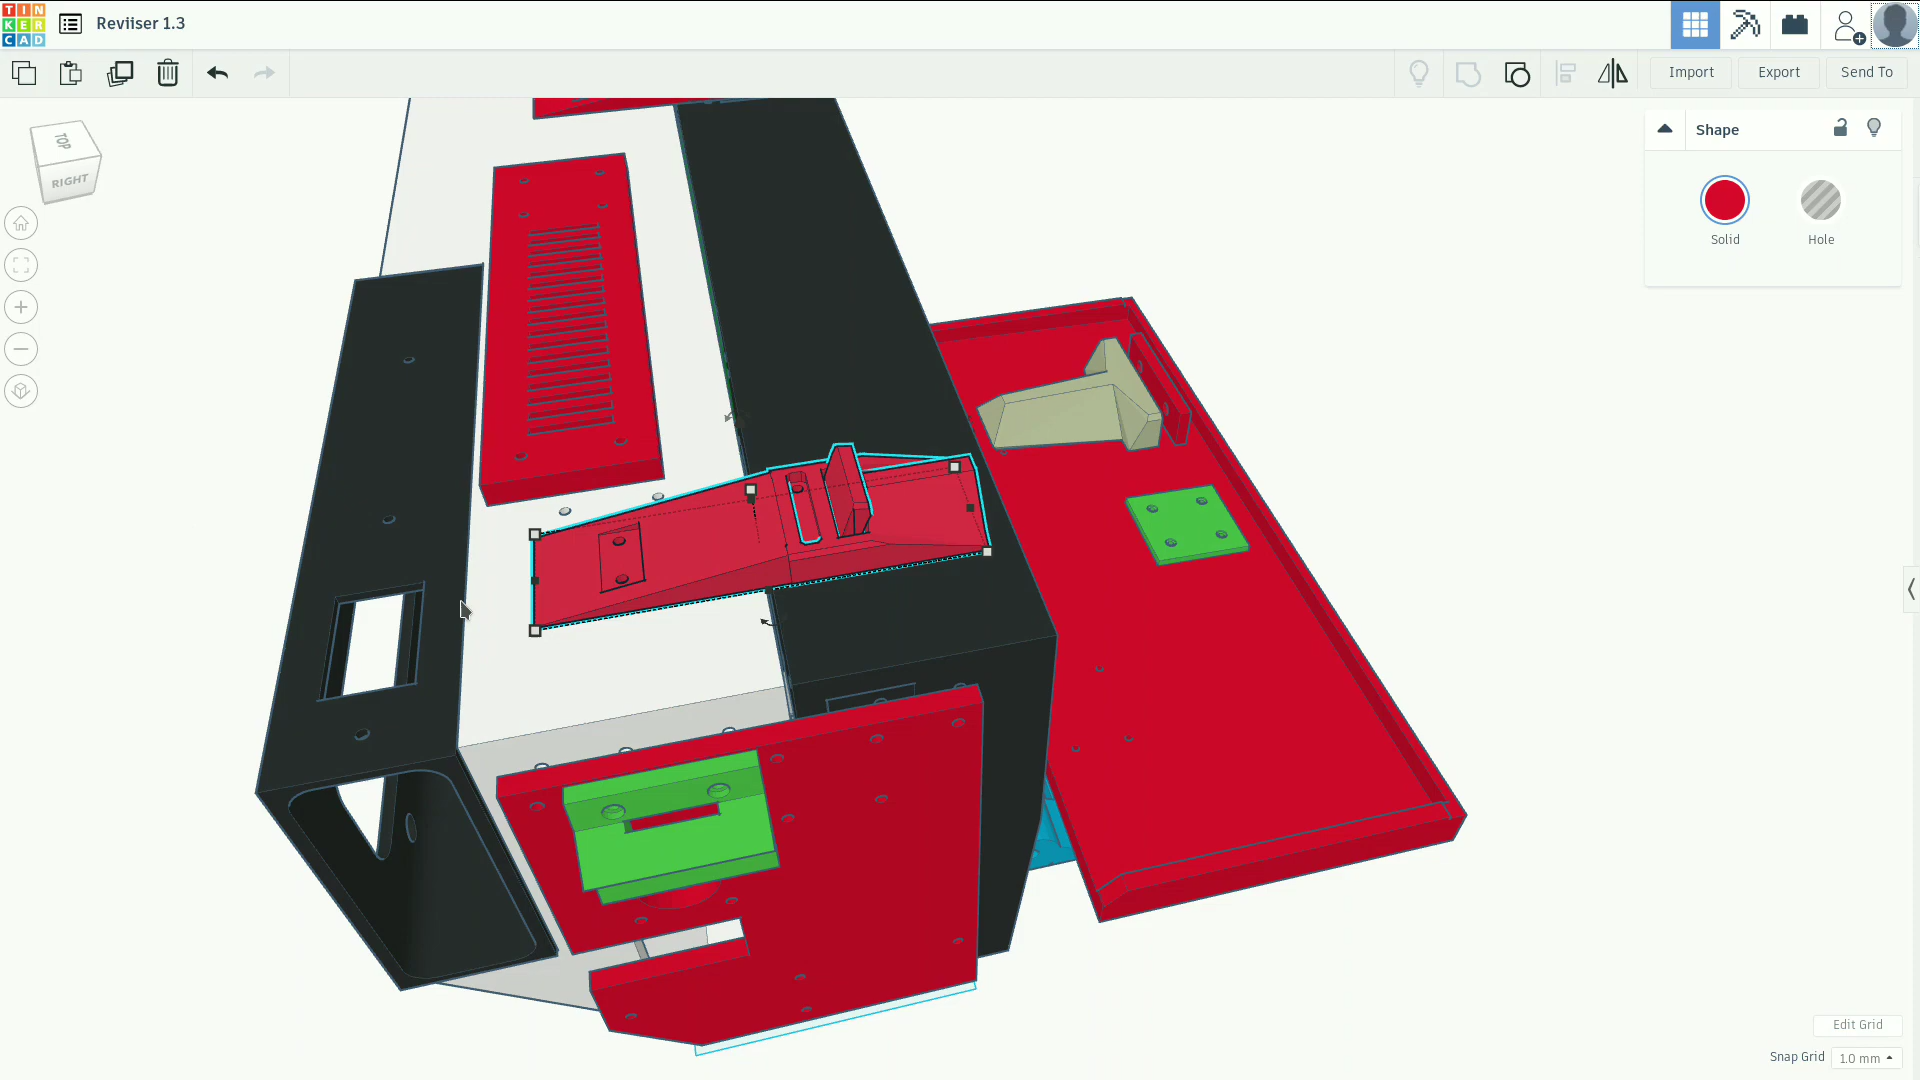 TIN
KER
CAD
Reviiser 1.3
Import
Export
Send To
TOP
RIGHT
Shape
Solid
Hole
Edit Grid
Snap Grid
1.0 mm